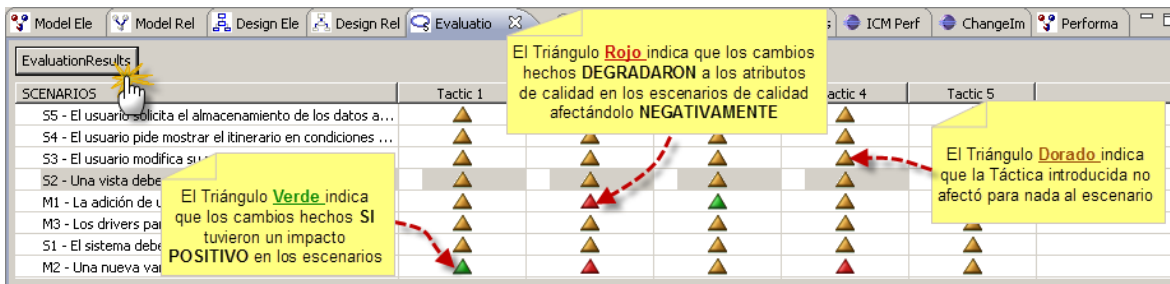 Model Ele Model Rel Design Ele Design Rel Evaluatio ICM Perf ChangeIm Performa
EvaluationResults
El Triángulo Rojo indica que los cambios
hechos DEGRADARON a los atributos
de calidad en los escenarios de calidad
afectándolo NEGATIVAMENTE
SCENARIOS Tactic 1 actic 4 Tactic 5
S5 - El usuario solicita el almacenamiento de los datos a...
S4 - El usuario pide mostrar el itinerario en condiciones ...
S3 - El usuario modifica su
S2 - Una vista debe
M1 - La adición de
M3 - Los drivers par
S1 - El sistema debe
M2 - Una nueva var
El Triángulo Verde indica
que los cambios hechos SI
tuvieron un impacto
POSITIVO en los escenarios
El Triángulo Dorado indica
que la Táctica introducida no
afectó para nada al escenario